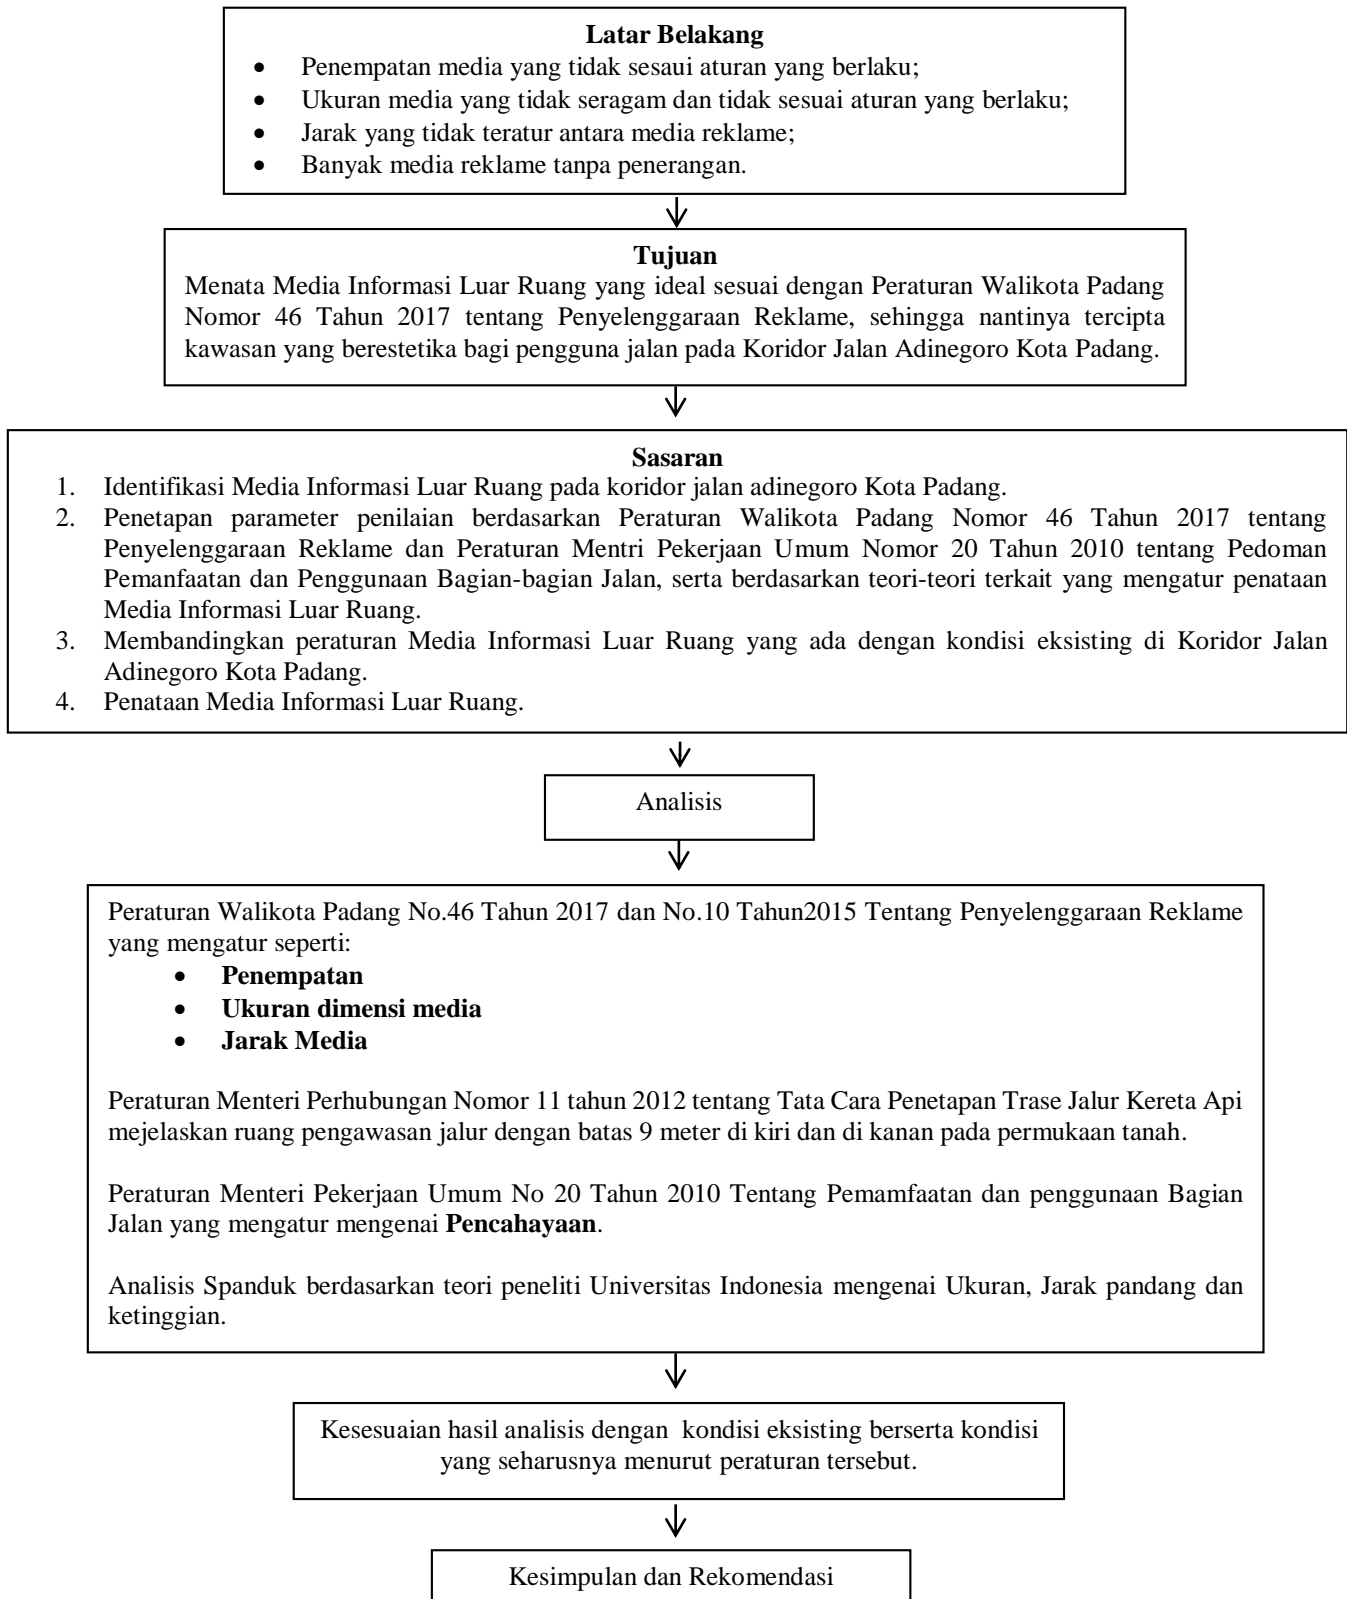 Latar Belakang
• Penempatan media yang tidak sesaui aturan yang berlaku;
• Ukuran media yang tidak seragam dan tidak sesuai aturan yang berlaku;
• Jarak yang tidak teratur antara media reklame;
• Banyak media reklame tanpa penerangan.
Tujuan
Menata Media Informasi Luar Ruang yang ideal sesuai dengan Peraturan Walikota Padang
Nomor 46 Tahun 2017 tentang Penyelenggaraan Reklame, sehingga nantinya tercipta
kawasan yang berestetika bagi pengguna jalan pada Koridor Jalan Adinegoro Kota Padang.
Sasaran
1. Identifikasi Media Informasi Luar Ruang pada koridor jalan adinegoro Kota Padang.
2. Penetapan parameter penilaian berdasarkan Peraturan Walikota Padang Nomor 46 Tahun 2017 tentang
Penyelenggaraan Reklame dan Peraturan Mentri Pekerjaan Umum Nomor 20 Tahun 2010 tentang Pedoman
Pemanfaatan dan Penggunaan Bagian-bagian Jalan, serta berdasarkan teori-teori terkait yang mengatur penataan
Media Informasi Luar Ruang.
3. Membandingkan peraturan Media Informasi Luar Ruang yang ada dengan kondisi eksisting di Koridor Jalan
Adinegoro Kota Padang.
4. Penataan Media Informasi Luar Ruang.
Analisis
Peraturan Walikota Padang No.46 Tahun 2017 dan No.10 Tahun2015 Tentang Penyelenggaraan Reklame
yang mengatur seperti:
• Penempatan
• Ukuran dimensi media
• Jarak Media
Peraturan Menteri Perhubungan Nomor 11 tahun 2012 tentang Tata Cara Penetapan Trase Jalur Kereta Api
mejelaskan ruang pengawasan jalur dengan batas 9 meter di kiri dan di kanan pada permukaan tanah.
Peraturan Menteri Pekerjaan Umum No 20 Tahun 2010 Tentang Pemamfaatan dan penggunaan Bagian
Jalan yang mengatur mengenai Pencahayaan.
Analisis Spanduk berdasarkan teori peneliti Universitas Indonesia mengenai Ukuran, Jarak pandang dan
ketinggian.
Kesesuaian hasil analisis dengan kondisi eksisting berserta kondisi
yang seharusnya menurut peraturan tersebut.
Kesimpulan dan Rekomendasi